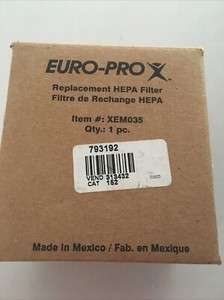 EURO-PRO X
Replacement HEPA Filter
Filtre de Rechange HEPA
Item #: XEM035
Qty.: 1 pc.
793192
VEND 313432
CAT 152
Made in Mexico / Fab. en Mexique